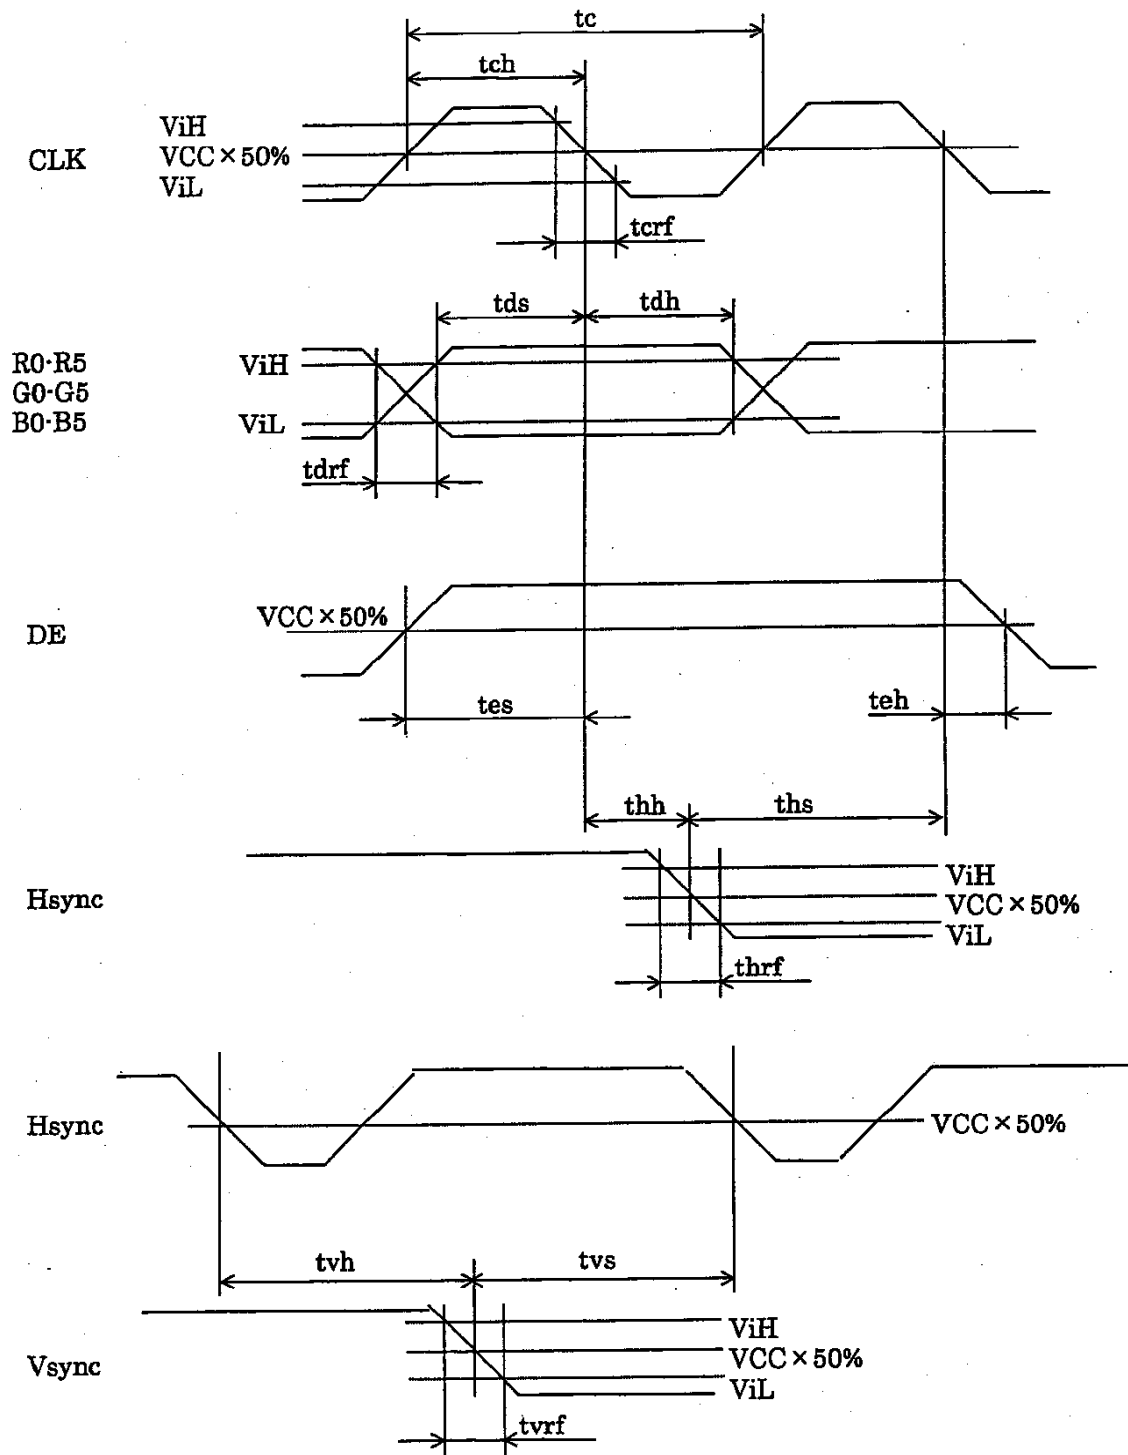 tc
tch
ViH
CLK VCC×50%
ViL
tcrf
tds tdh
R0-R5 ViH
G0-G5
B0-B5 ViL
tdrf
VCC×50%
DE
tes teh
thh ths
ViH
Hsync VCC×50%
ViL
thrf
Hsync VCC×50%
tvh tvs
ViH
Vsync VCC×50%
ViL
tvrf